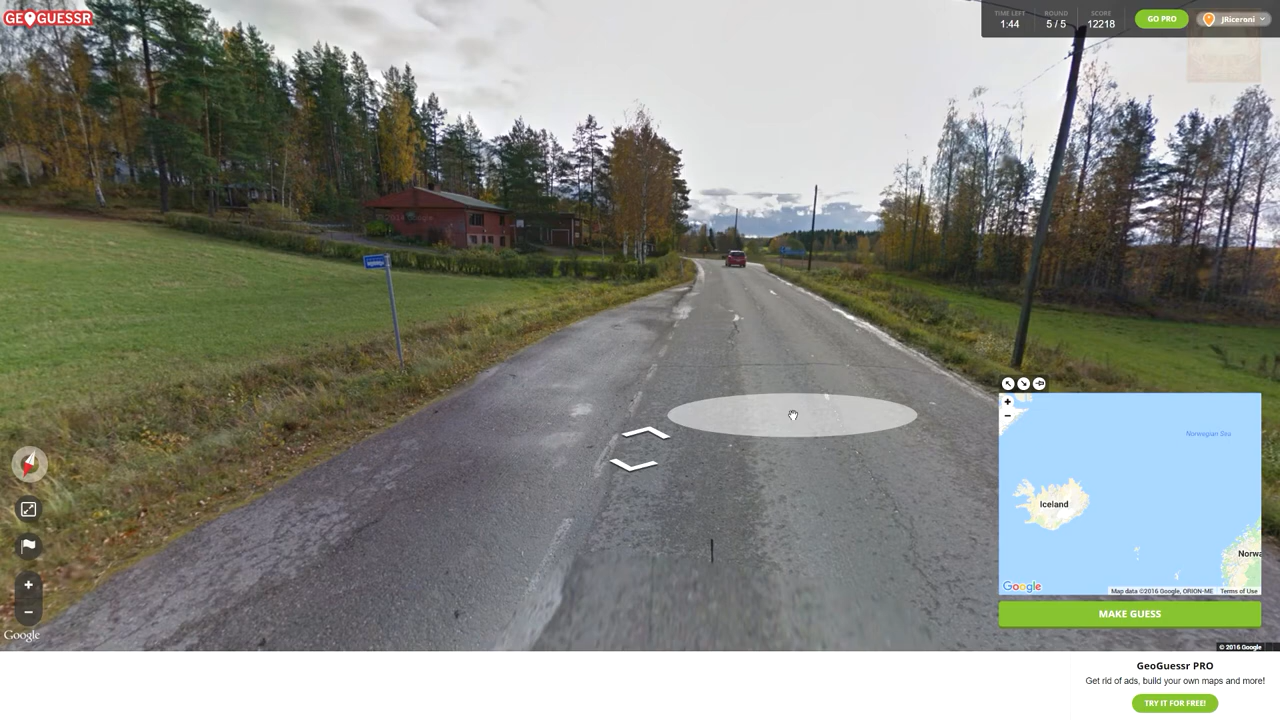 GEOGUESSR
TIME LEFT
1:44
ROUND
5 / 5
SCORE
12218
GO PRO
JRiceroni
Norwegian Sea
Iceland
Norwa
Google
Map data ©2016 Google, ORION-ME
Terms of Use
MAKE GUESS
Google
© 2016 Google
GeoGuessr PRO
Get rid of ads, build your own maps and more!
TRY IT FOR FREE!